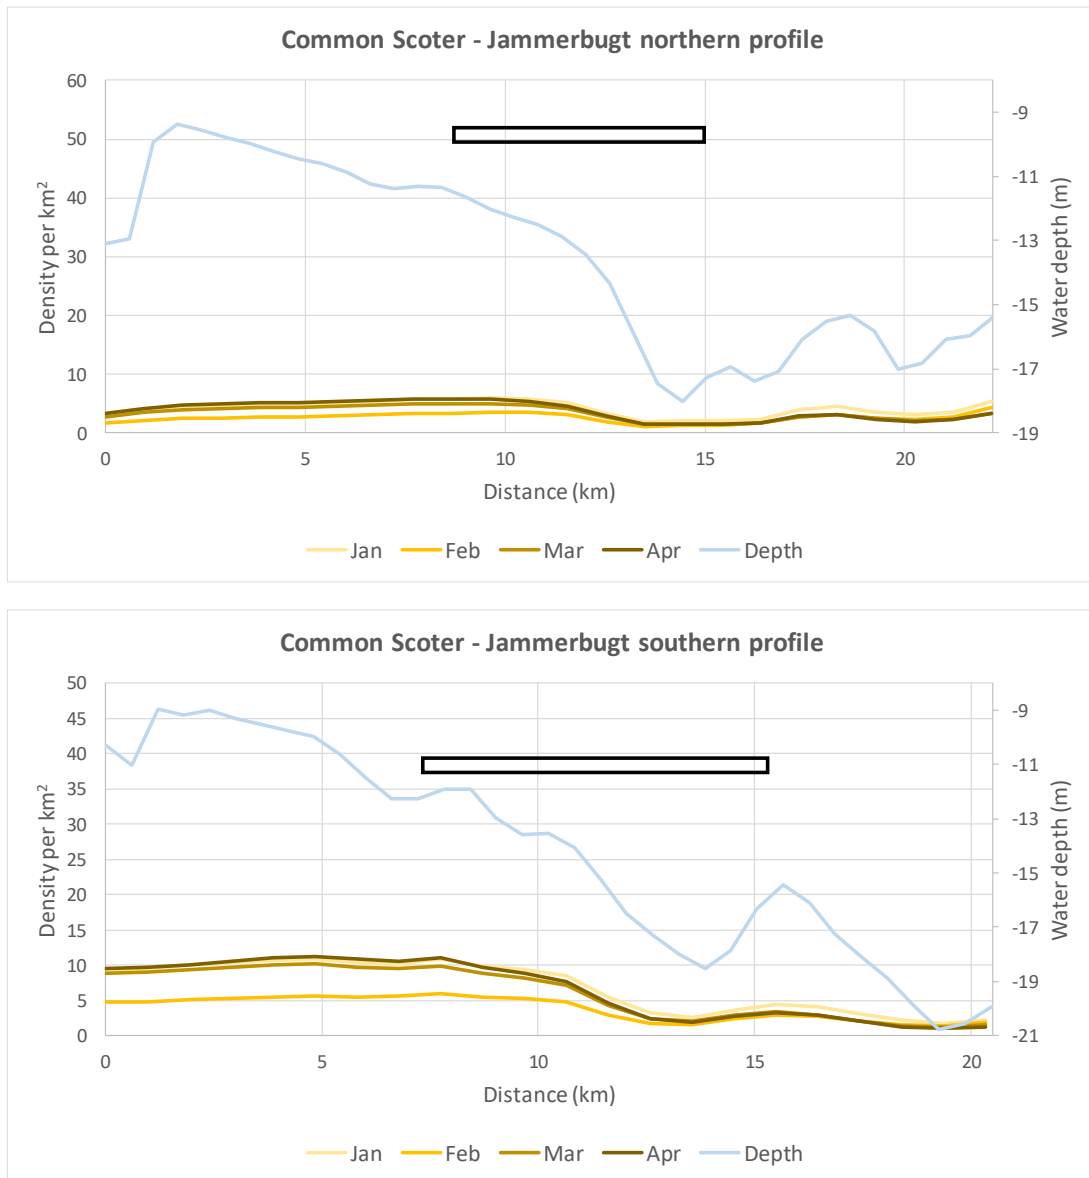 Common Scoter - Jammerbugt northern profile
60
50
40
30
20
10
0
Density per km2
-9
-11
-13
-15
-17
-19
Water depth (m)
0 5 10 15 20
Distance (km)
Jan Feb Mar Apr Depth
Common Scoter - Jammerbugt southern profile
50
45
40
35
30
25
20
15
10
5
0
Density per km2
-9
-11
-13
-15
-17
-19
-21
Water depth (m)
0 5 10 15 20
Distance (km)
Jan Feb Mar Apr Depth